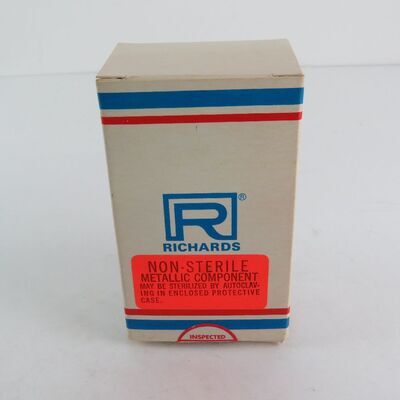 R®
RICHARDS
NON-STERILE
METALLIC COMPONENT
MAY BE STERILIZED BY AUTOCLAV-
ING IN ENCLOSED PROTECTIVE
CASE.
INSPECTED